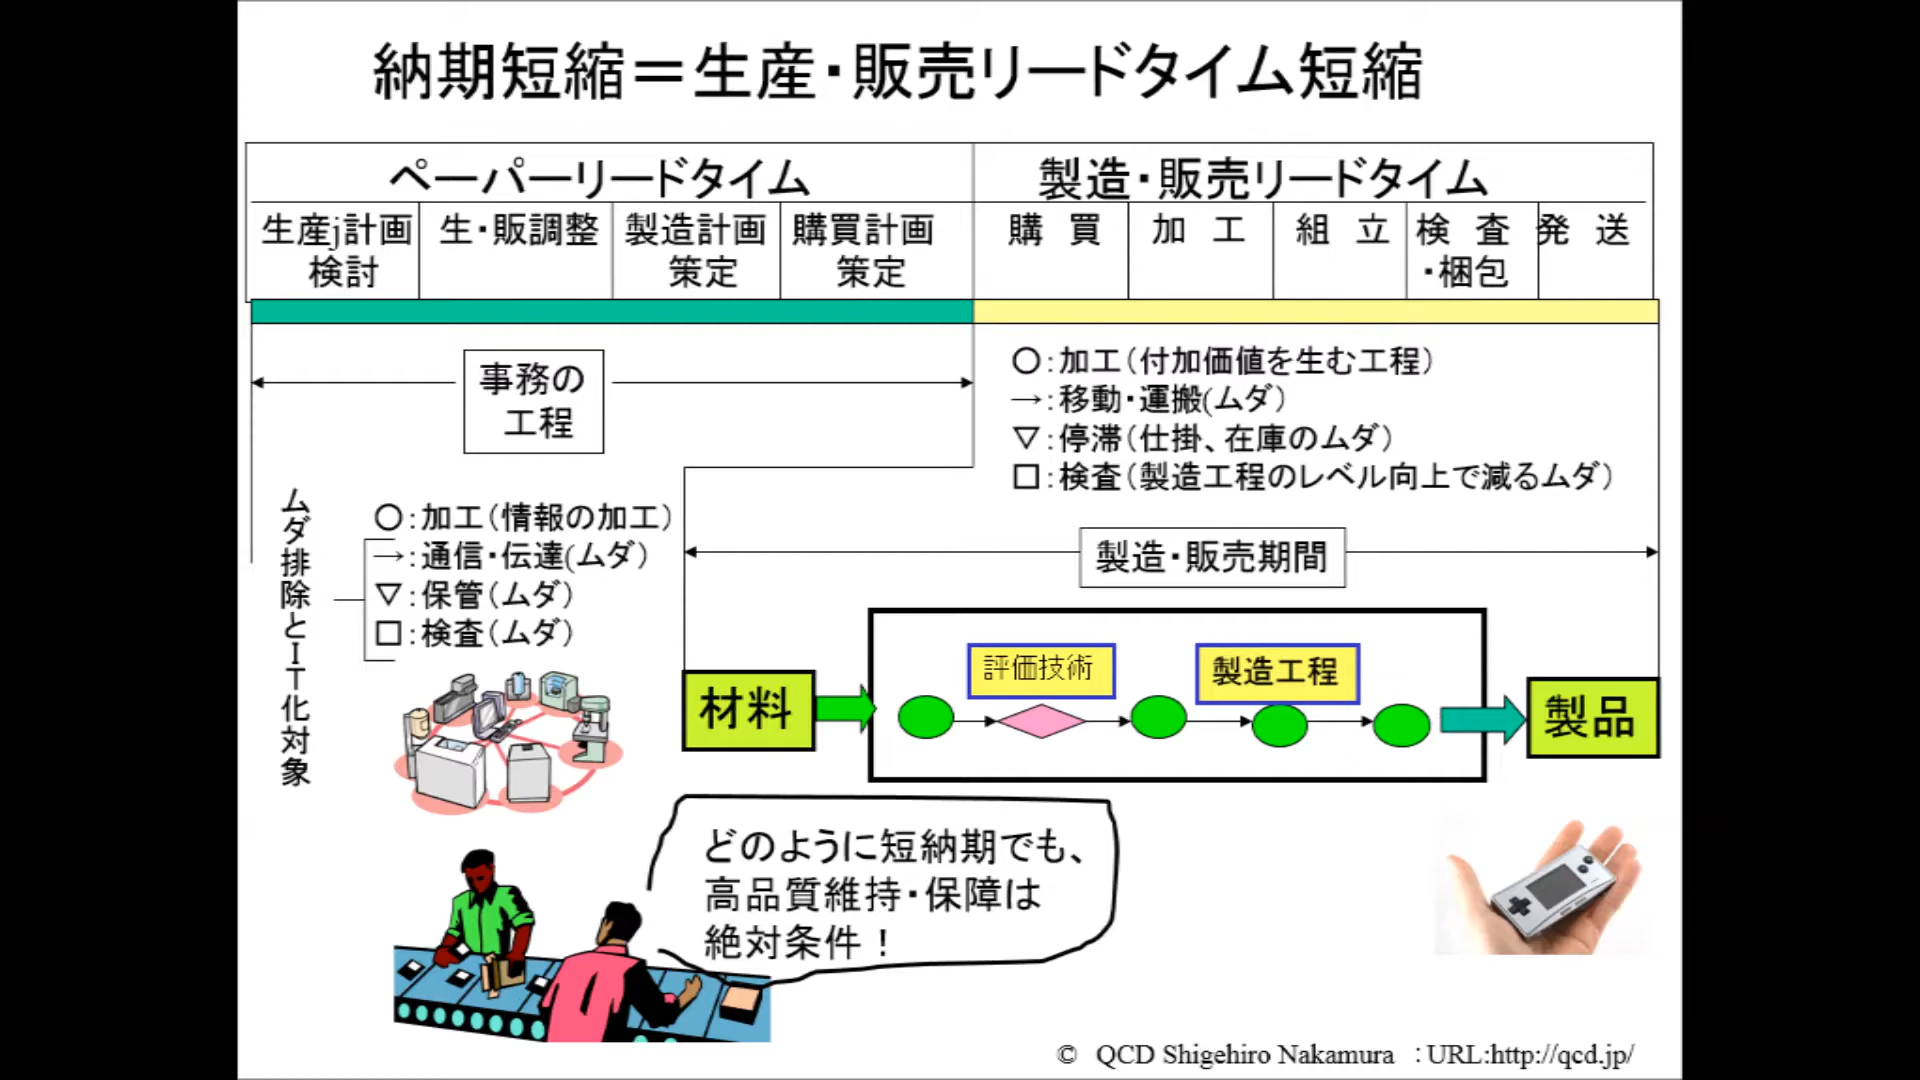 納期短縮＝生産・販売リードタイム短縮
ペーパーリードタイム
製造・販売リードタイム
生産j計画
検討
生・販調整
製造計画
策定
購買計画
策定
購　買
加　工
組　立
検　査
・梱包
発　送
事務の
工程
○：加工（付加価値を生む工程）
→：移動・運搬(ムダ）
▽：停滞（仕掛、在庫のムダ）
□：検査（製造工程のレベル向上で減るムダ）
ムダ排除とＩＴ化対象
○：加工（情報の加工）
→：通信・伝達(ムダ）
▽：保管（ムダ）
□：検査（ムダ）
製造・販売期間
材料
評価技術
製造工程
製品
どのように短納期でも、
高品質維持・保障は
絶対条件！
©　QCD Shigehiro Nakamura　：URL:http://qcd.jp/